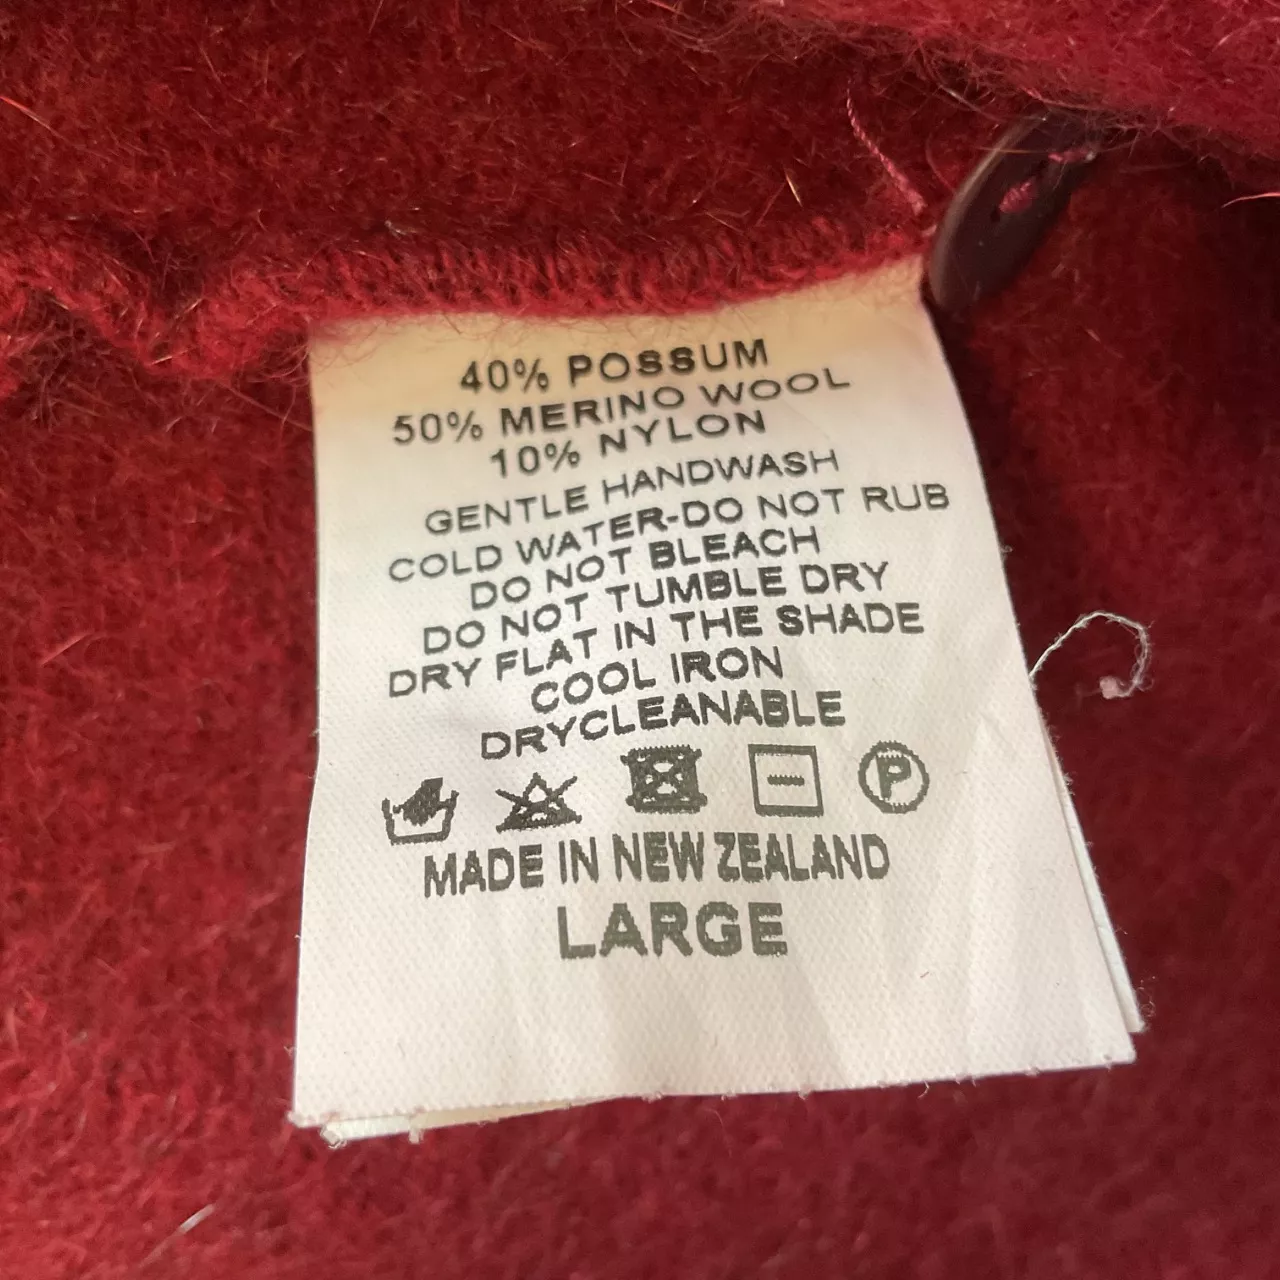 40% POSSUM
50% MERINO WOOL
10% NYLON
GENTLE HANDWASH
COLD WATER-DO NOT RUB
DO NOT BLEACH
DO NOT TUMBLE DRY
DRY FLAT IN THE SHADE
COOL IRON
DRYCLEANABLE
P
MADE IN NEW ZEALAND
LARGE